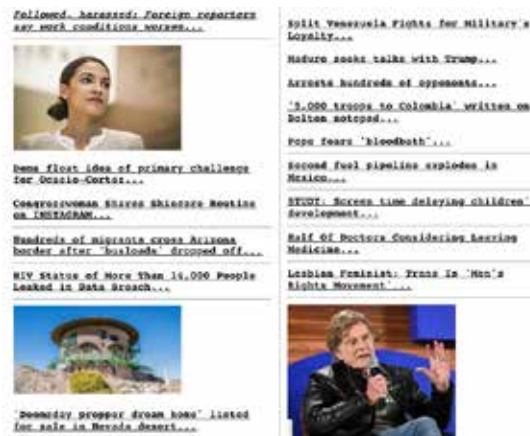 Followed, harassed: Foreign reporters
say work conditions worsen...
Dems float idea of primary challenge
for Ocasio-Cortez...
Congresswoman Shares Skincare Routine
on INSTAGRAM...
Hundreds of migrants cross Arizona
border after 'busloads' dropped off...
HIV Status of More Than 14,000 People
Leaked in Data Breach...
'Doomsday prepper dream home' listed
for sale in Nevada desert...
Split Venezuela Fights for Military's
Loyalty...
Maduro seeks talks with Trump...
Arrests hundreds of opponents...
'5,000 troops to Colombia' written on
Bolton notepad...
Pope fears 'bloodbath'...
Second fuel pipeline explodes in
Mexico...
STUDY: Screen time delaying children'
development...
Half Of Doctors Considering Leaving
Medicine...
Lesbian Feminist: Trans Is 'Men's
Rights Movement'...